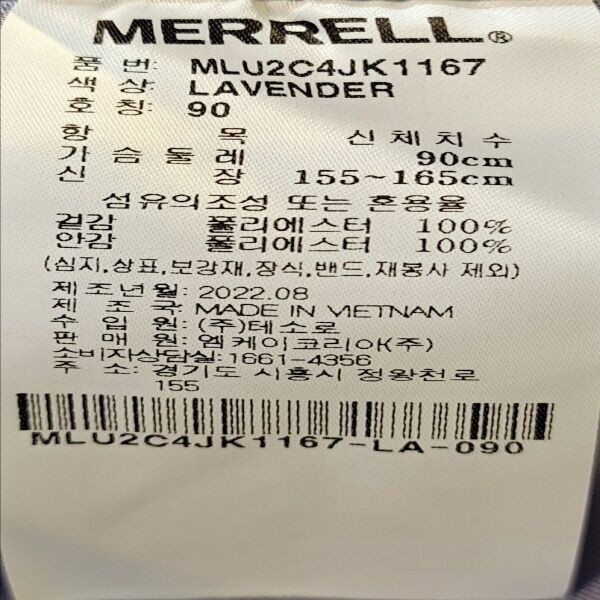 MERRELL®
품 번: MLU2C4JK1167
색 상: LAVENDER
호 칭: 90
항 목 신체치수
가슴둘레 90cm
신 장 155~165cm
섬유의조성 또는 혼용율
겉감 폴리에스터 100%
안감 폴리에스터 100%
(심지,상표,보강재,장식,밴드,재봉사 제외)
제조년월: 2022.08
제 조 국: MADE IN VIETNAM
수 입 원: (주)테소로
판 매 원: 엠케이코리아(주)
소비자상담실: 1661-4356
주 소: 경기도 시흥시 정왕천로
155
MLU2C4JK1167-LA-090